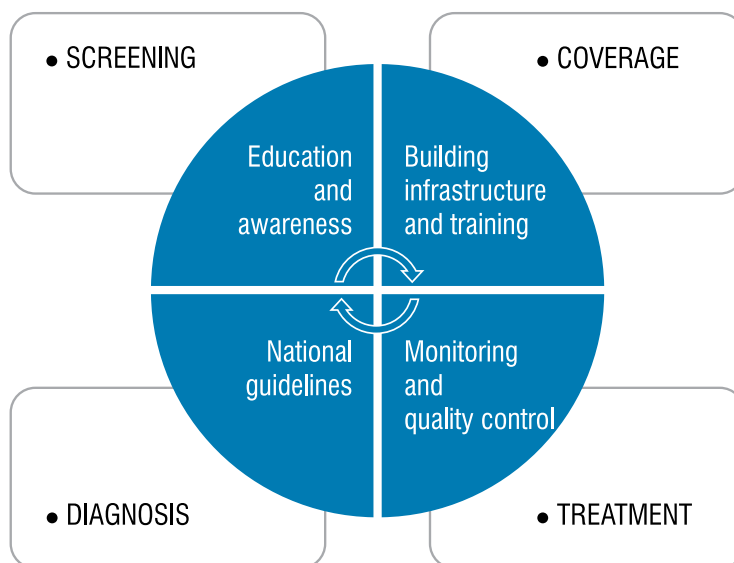 • SCREENING
• COVERAGE
Education
and
awareness
Building
infrastructure
and training
National
guidelines
Monitoring
and
quality control
• DIAGNOSIS
• TREATMENT